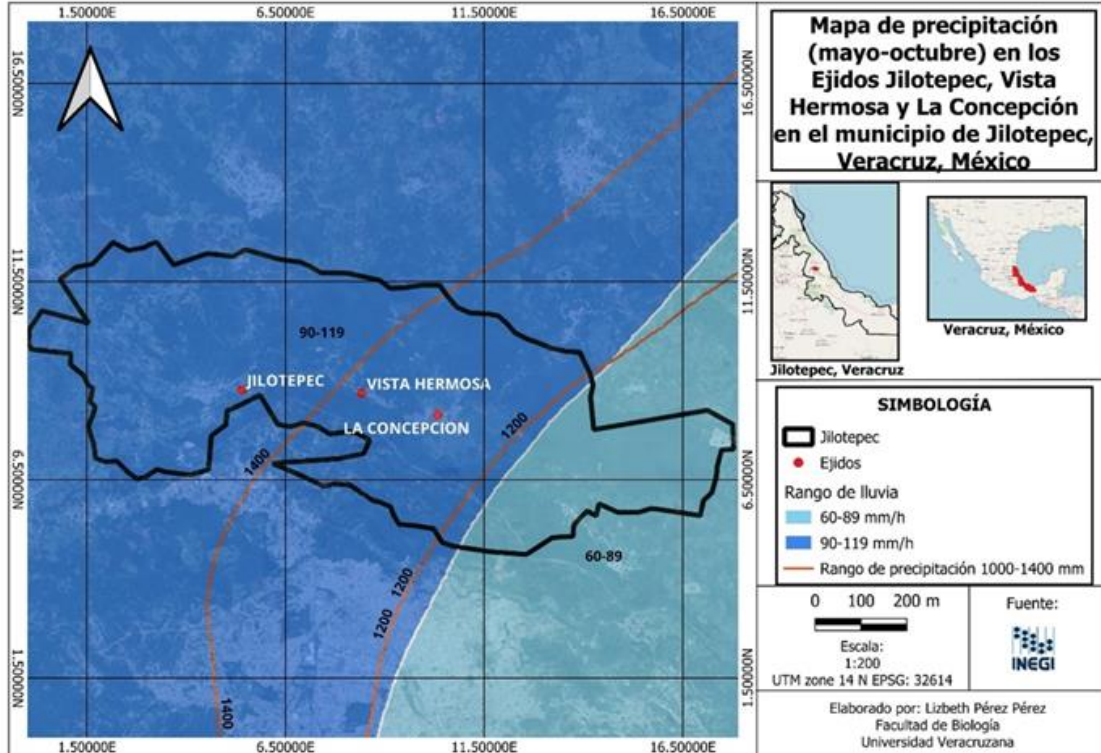 1.50000E
6.50000E
11.50000E
16.50000E
16.50000N
11.50000N
6.50000N
1.50000N
16.50000N
11.50000N
6.50000N
1.50000N
90-119
JILOTEPEC
VISTA HERMOSA
LA CONCEPCION
1200
1400
60-89
1200
1200
1400
1.50000E
6.50000E
11.50000E
16.50000E
Mapa de precipitación
(mayo-octubre) en los
Ejidos Jilotepec, Vista
Hermosa y La Concepción
en el municipio de Jilotepec,
Veracruz, México
Jilotepec, Veracruz
Veracruz, México
SIMBOLOGÍA
Jilotepec
Ejidos
Rango de lluvia
60-89 mm/h
90-119 mm/h
Rango de precipitación 1000-1400 mm
0 100 200 m
Escala:
1:200
UTM zone 14 N EPSG: 32614
Fuente:
INEGI
Elaborado por: Lizbeth Pérez Pérez
Facultad de Biología
Universidad Veracruzana